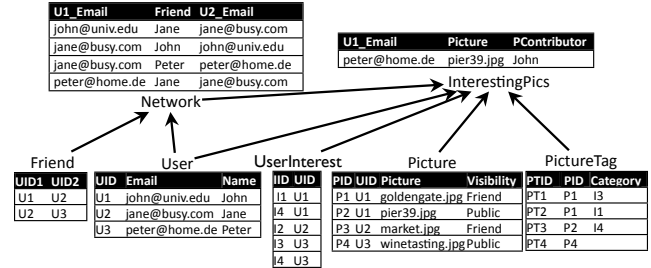 U1_Email Friend U2_Email
john@univ.edu Jane jane@busy.com
jane@busy.com John john@univ.edu
jane@busy.com Peter peter@home.de
peter@home.de Jane jane@busy.com
U1_Email Picture PContributor
peter@home.de pier39.jpg John
Network
InterestingPics
Friend
UID1 UID2
U1 U2
U2 U3
User
UID Email Name
U1 john@univ.edu John
U2 jane@busy.com Jane
U3 peter@home.de Peter
UserInterest
IID UID
I1 U1
I4 U1
I2 U2
I3 U3
I4 U3
Picture
PID UID Picture Visibility
P1 U1 goldengate.jpg Friend
P2 U1 pier39.jpg Public
P3 U2 market.jpg Friend
P4 U3 winetasting.jpg Public
PictureTag
PTID PID Category
PT1 P1 I3
PT2 P1 I1
PT3 P2 I4
PT4 P4